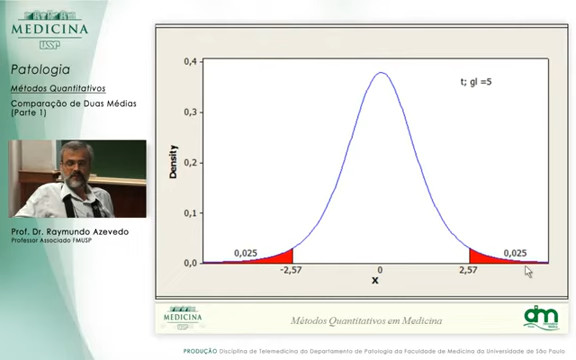 MEDICINA
USP
Patologia
Métodos Quantitativos
Comparação de Duas Médias
(Parte 1)
Prof. Dr. Raymundo Azevedo
Professor Associado FMUSP
0,4
0,3
0,2
0,1
0,0
Density
t; gl =5
0,025
0,025
-2,57
0
2,57
X
MEDICINA
Métodos Quantitativos em Medicina
dim
PRODUÇÃO Disciplina de Telemedicina do Departamento de Patologia da Faculdade de Medicina da Universidade de São Paulo